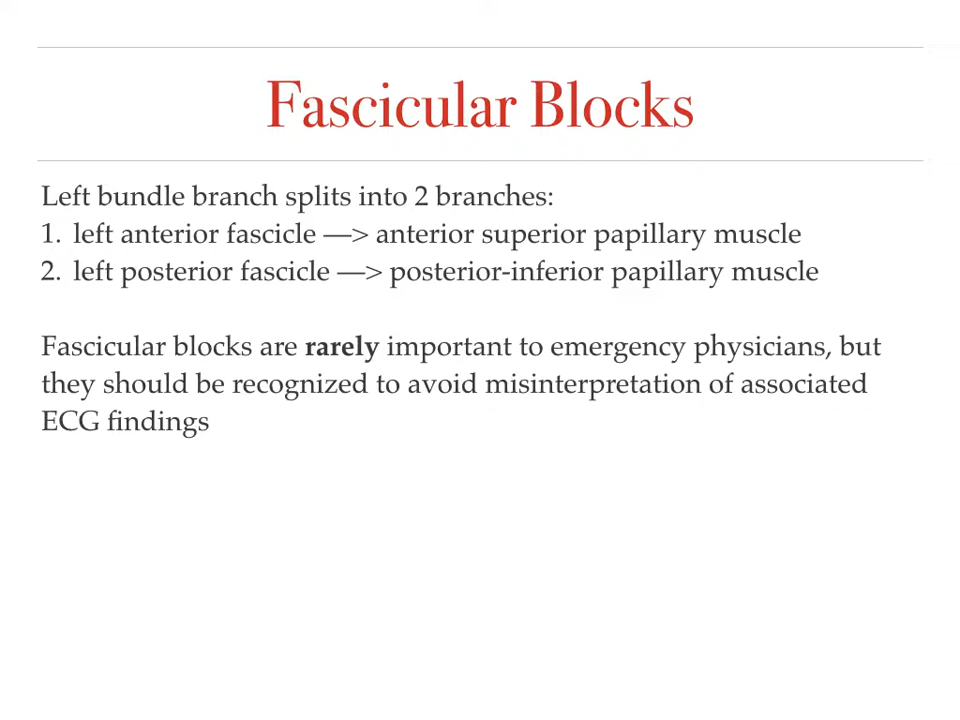 Fascicular Blocks
Left bundle branch splits into 2 branches:
1. left anterior fascicle —> anterior superior papillary muscle
2. left posterior fascicle —> posterior-inferior papillary muscle
Fascicular blocks are rarely important to emergency physicians, but
they should be recognized to avoid misinterpretation of associated
ECG findings